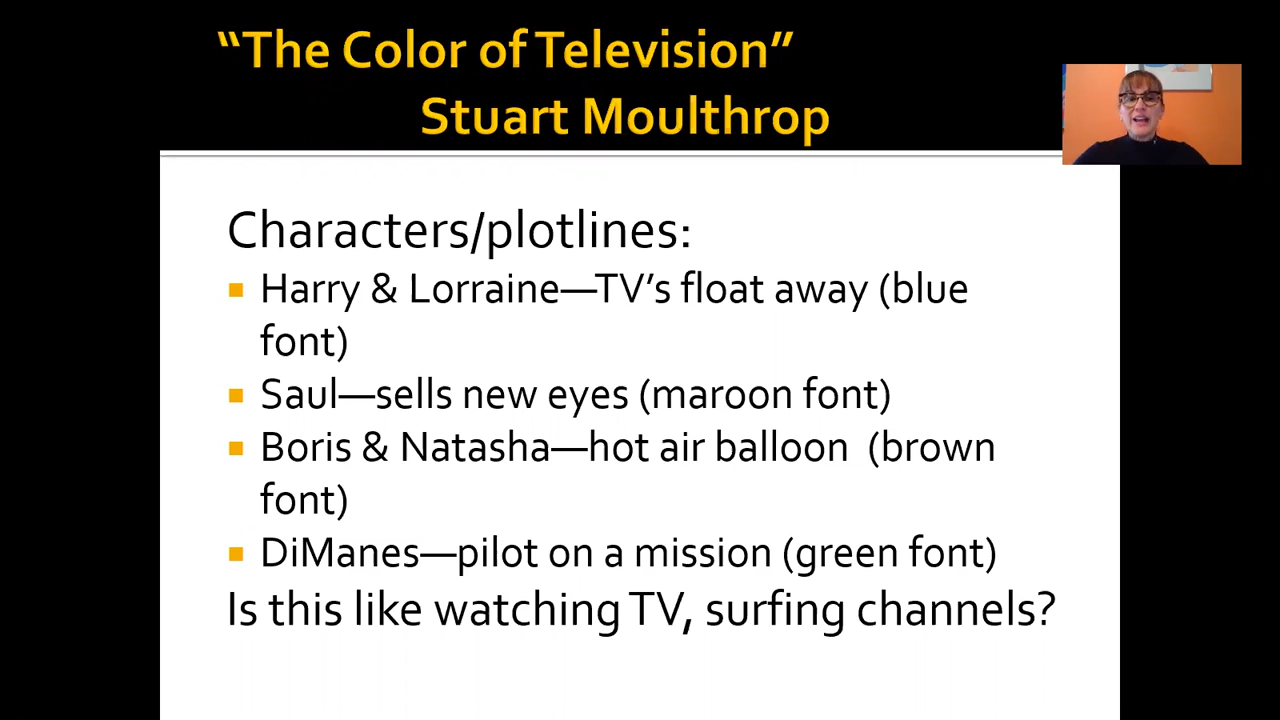 “The Color of Television”
Stuart Moulthrop
Characters/plotlines:
Harry & Lorraine—TV’s float away (blue
font)
Saul—sells new eyes (maroon font)
Boris & Natasha—hot air balloon  (brown
font)
DiManes—pilot on a mission (green font)
Is this like watching TV, surfing channels?